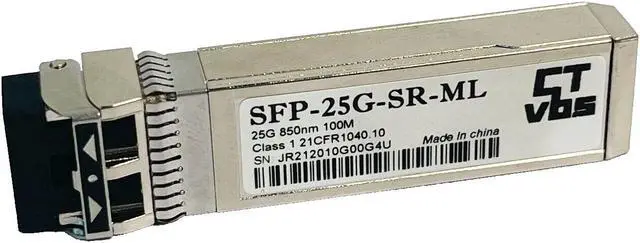 SFP-25G-SR-ML
CT
vbs
25G 850nm 100M
Class 1 21CFR1040.10
Made in china
SN JR212010G00G4U